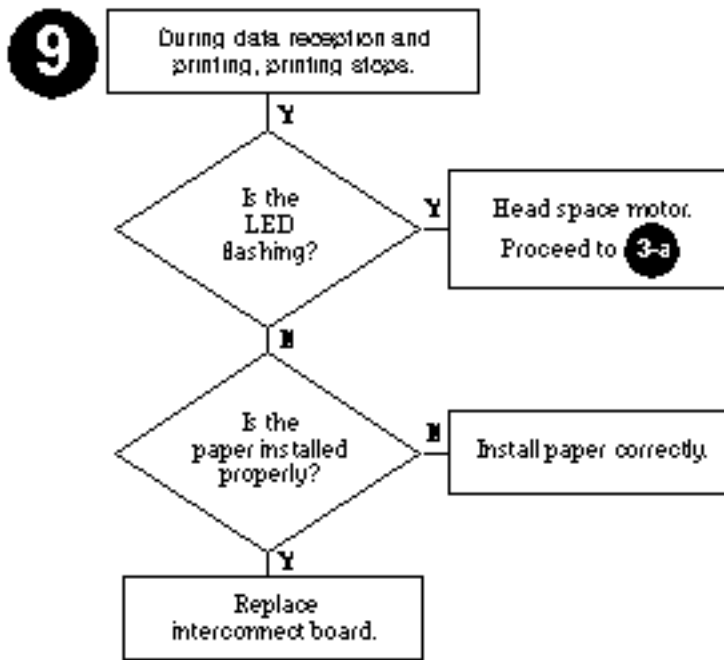 9
During data reception and
printing, printing stops.
Y
Is the
LED
flashing?
Y
Head space motor.
Proceed to 3-a
N
Is the
paper installed
properly?
N
Install paper correctly.
Y
Replace
interconnect board.